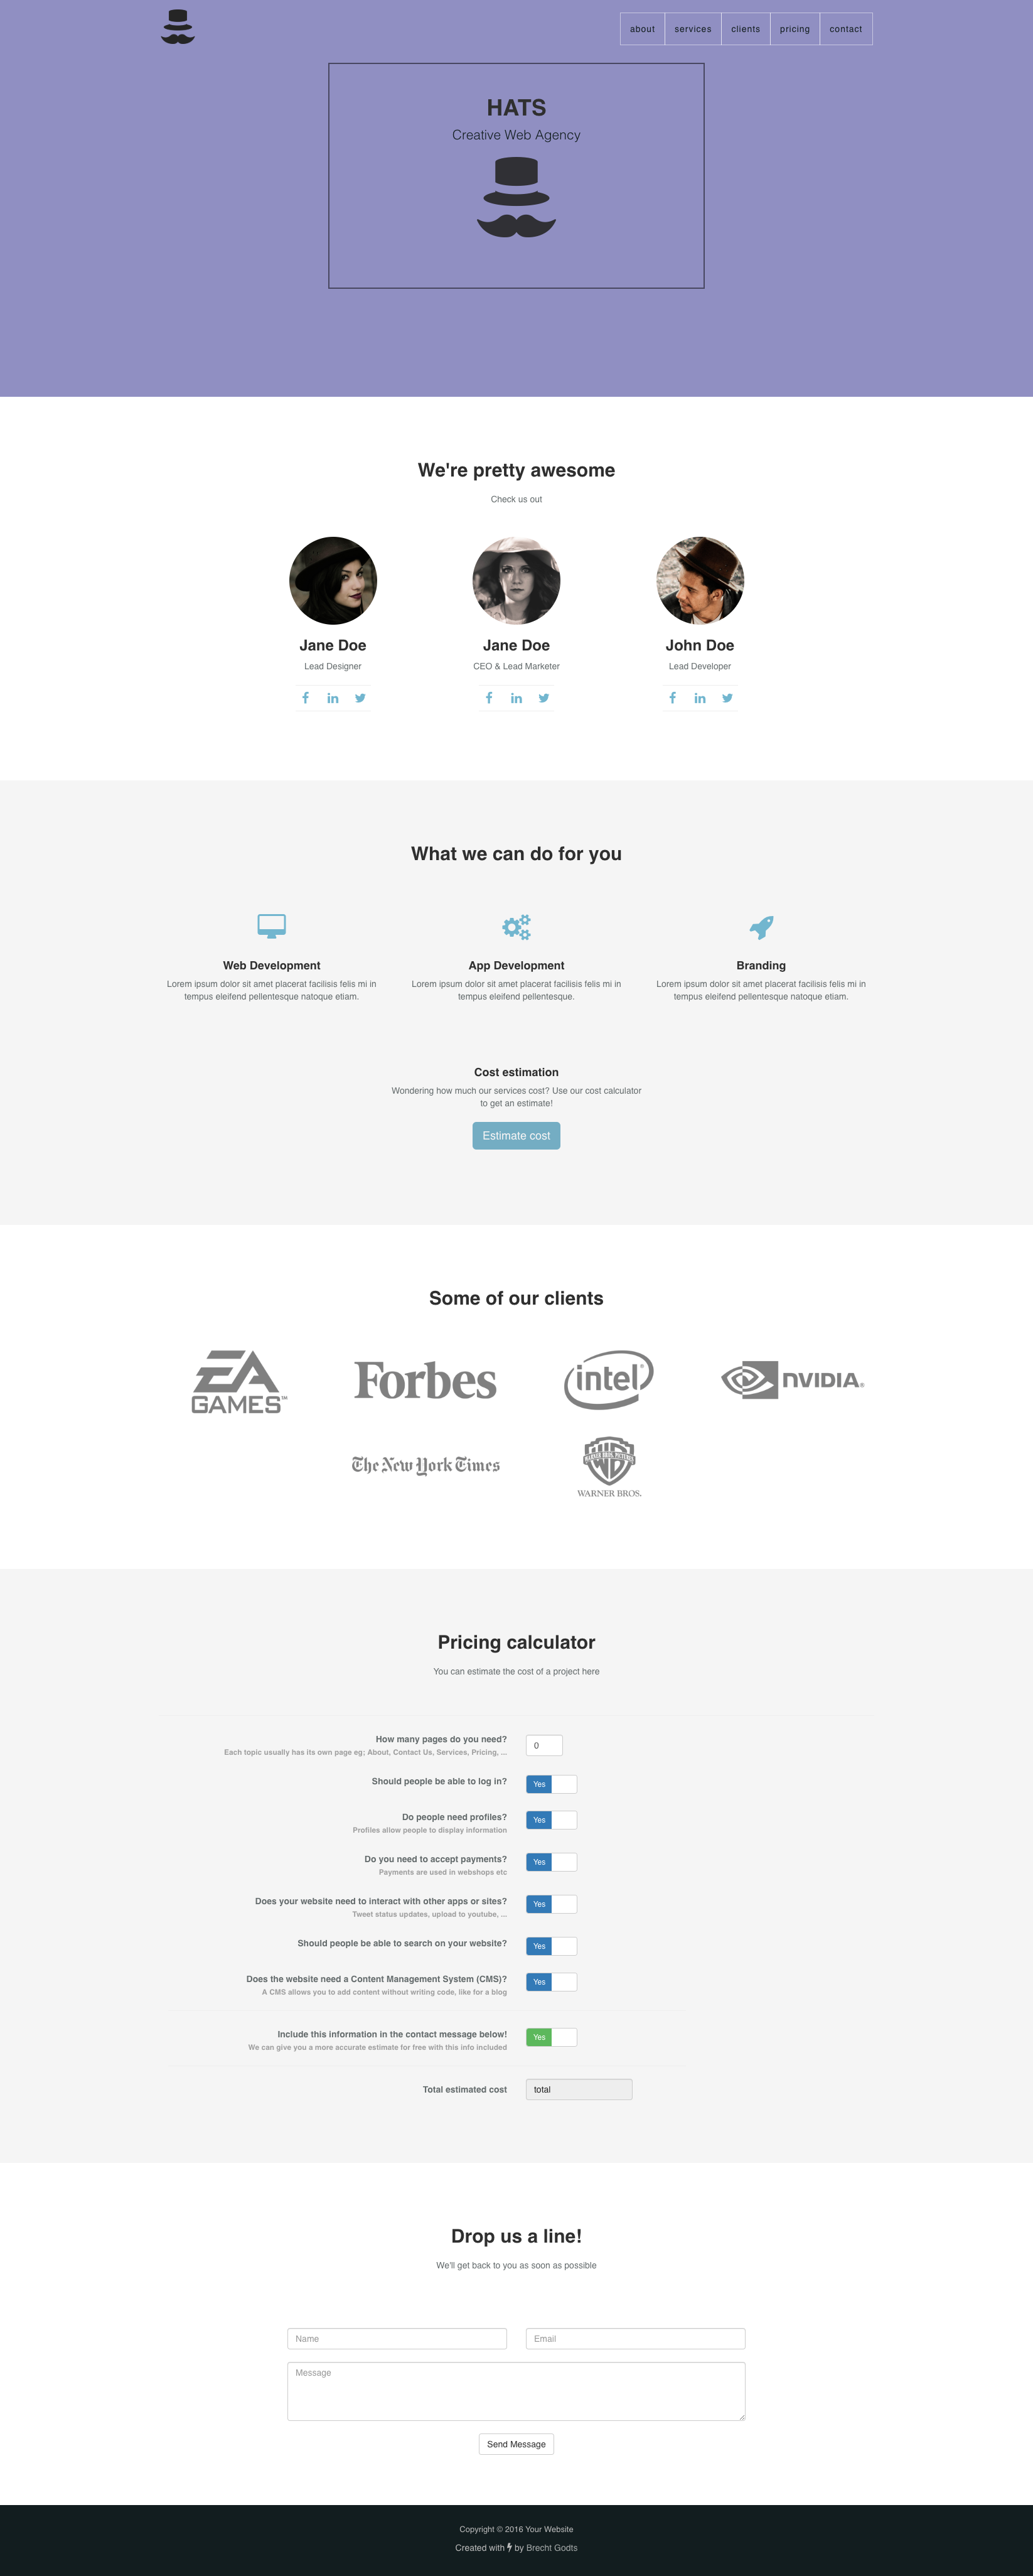 about services clients pricing contact
HATS
Creative Web Agency
We're pretty awesome
Check us out
Jane Doe
Lead Designer
Jane Doe
CEO & Lead Marketer
John Doe
Lead Developer
What we can do for you
Web Development
Lorem ipsum dolor sit amet placerat facilisis felis mi in
tempus eleifend pellentesque natoque etiam.
App Development
Lorem ipsum dolor sit amet placerat facilisis felis mi in
tempus eleifend pellentesque.
Branding
Lorem ipsum dolor sit amet placerat facilisis felis mi in
tempus eleifend pellentesque natoque etiam.
Cost estimation
Wondering how much our services cost? Use our cost calculator
to get an estimate!
Estimate cost
Some of our clients
EA
GAMES™
Forbes
intel®
NVIDIA®
The New York Times
WB
WARNER BROS. PICTURES
WARNER BROS.
Pricing calculator
You can estimate the cost of a project here
How many pages do you need?
Each topic usually has its own page eg; About, Contact Us, Services, Pricing, ...
0
Should people be able to log in?
Yes
Do people need profiles?
Profiles allow people to display information
Yes
Do you need to accept payments?
Payments are used in webshops etc
Yes
Does your website need to interact with other apps or sites?
Tweet status updates, upload to youtube, ...
Yes
Should people be able to search on your website?
Yes
Does the website need a Content Management System (CMS)?
A CMS allows you to add content without writing code, like for a blog
Yes
Include this information in the contact message below!
We can give you a more accurate estimate for free with this info included
Yes
Total estimated cost
total
Drop us a line!
We'll get back to you as soon as possible
Name
Email
Message
Send Message
Copyright © 2016 Your Website
Created with by Brecht Godts